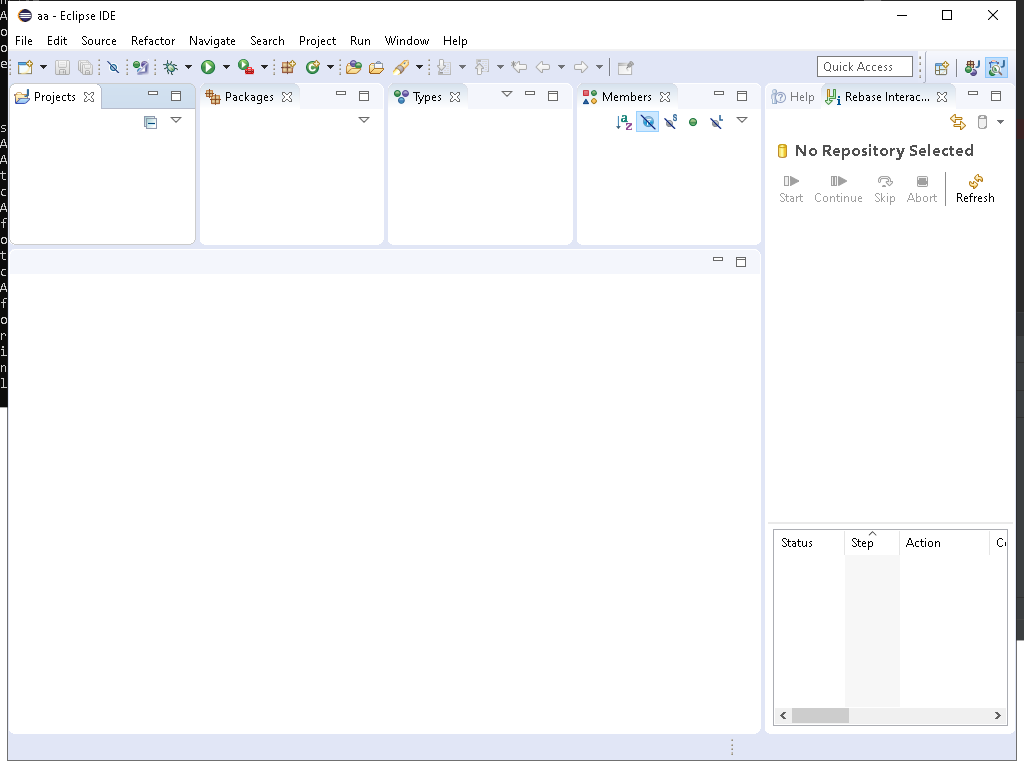 aa - Eclipse IDE
File Edit Source Refactor Navigate Search Project Run Window Help
Quick Access
Projects Packages Types Members Help Rebase Interac...
No Repository Selected
Start Continue Skip Abort Refresh
Status Step Action